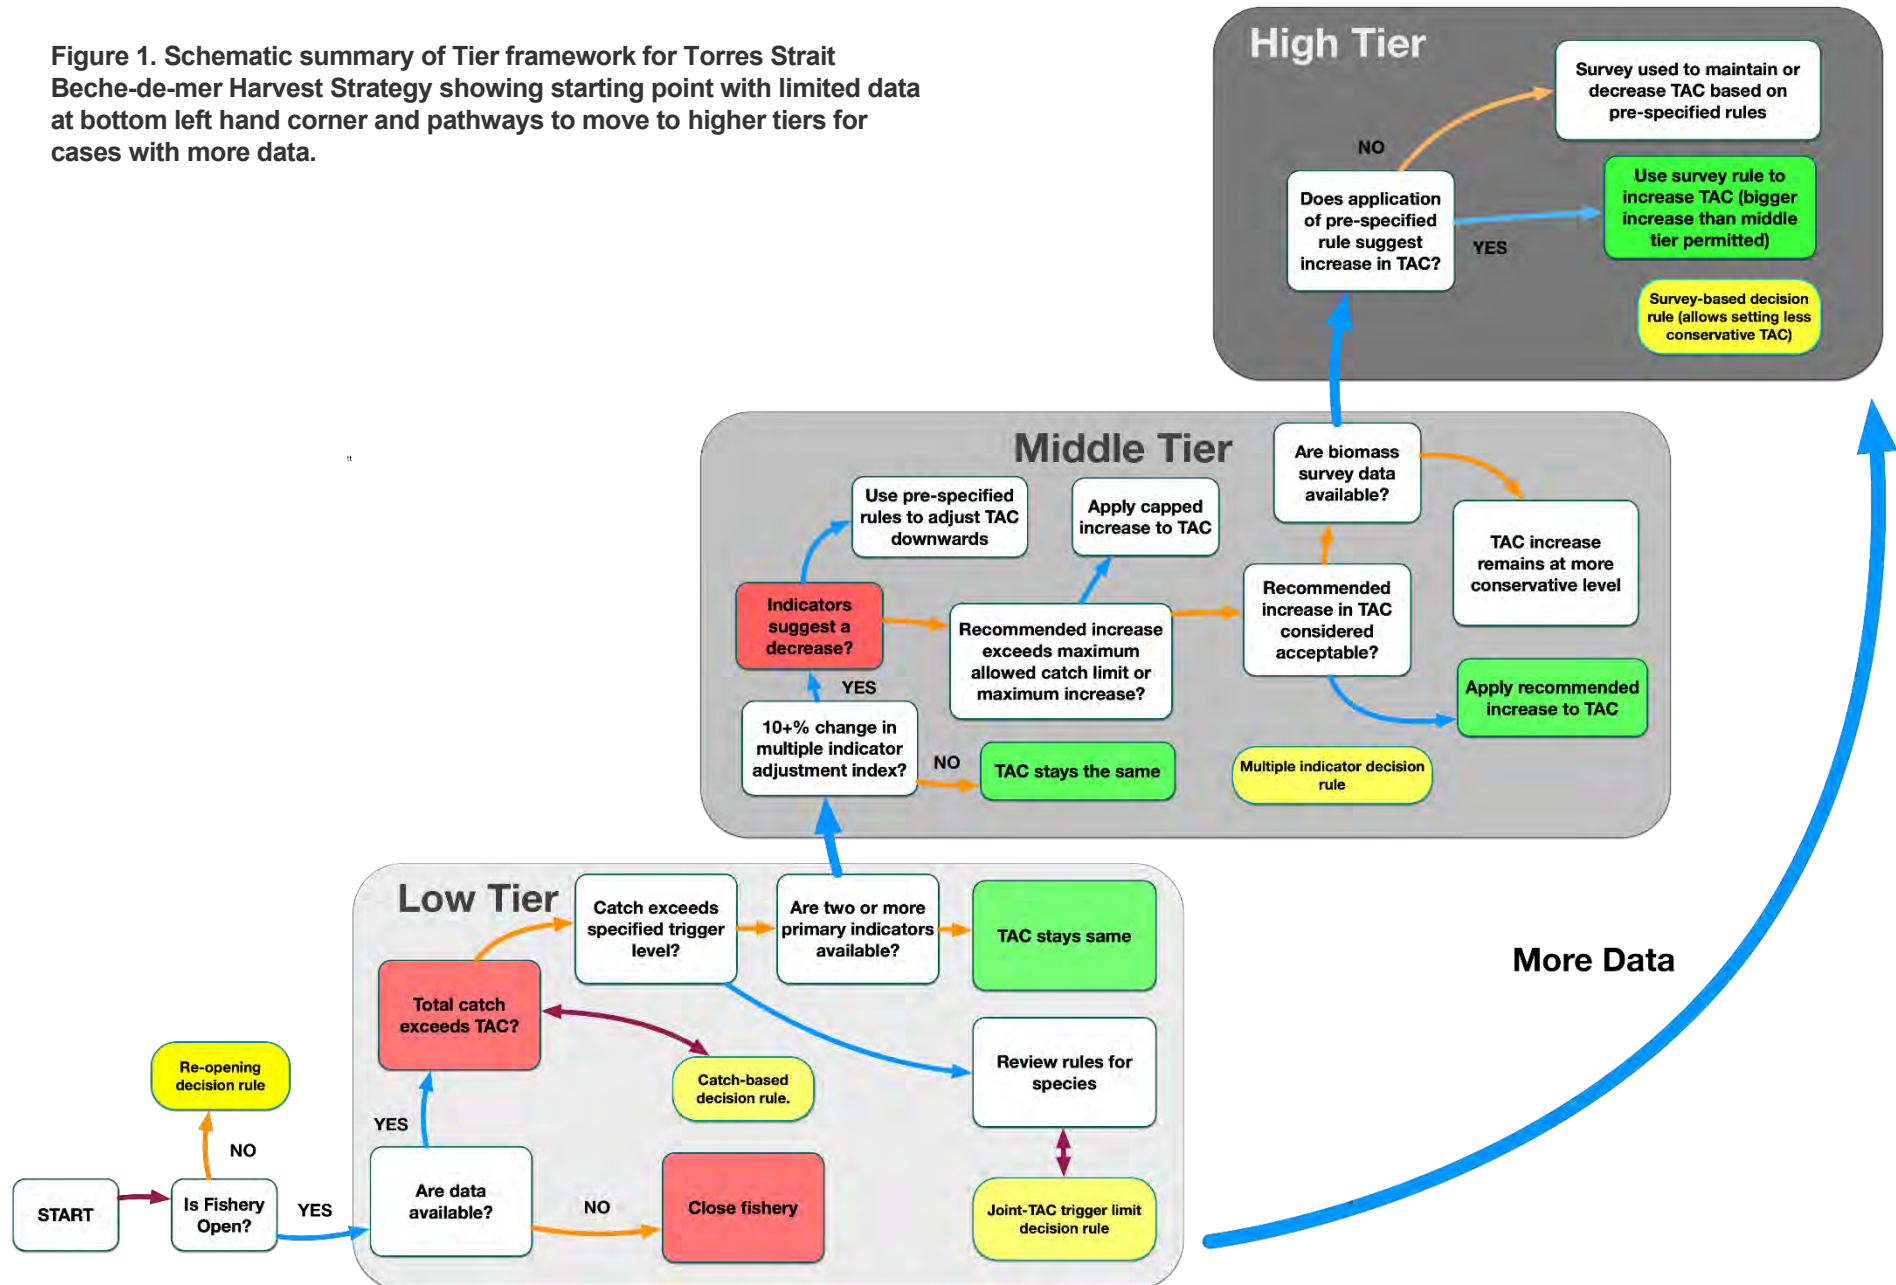 Figure 1. Schematic summary of Tier framework for Torres Strait
Beche-de-mer Harvest Strategy showing starting point with limited data
at bottom left hand corner and pathways to move to higher tiers for
cases with more data.
High Tier
Survey used to maintain or
decrease TAC based on
pre-specified rules
NO
Does application
of pre-specified
rule suggest
increase in TAC?
YES
Use survey rule to
increase TAC (bigger
increase than middle
tier permitted)
Survey-based decision
rule (allows setting less
conservative TAC)
tt
Middle Tier
Are biomass
survey data
available?
Use pre-specified
rules to adjust TAC
downwards
Apply capped
increase to TAC
TAC increase
remains at more
conservative level
Indicators
suggest a
decrease?
Recommended increase
exceeds maximum
allowed catch limit or
maximum increase?
Recommended
increase in TAC
considered
acceptable?
YES
Apply recommended
increase to TAC
10+% change in
multiple indicator
adjustment index?
NO
TAC stays the same
Multiple indicator decision
rule
Low Tier
Catch exceeds
specified trigger
level?
Are two or more
primary indicators
available?
TAC stays same
More Data
Total catch
exceeds TAC?
Review rules for
species
Re-opening
decision rule
Catch-based
decision rule.
YES
NO
START
Is Fishery
Open?
YES
Are data
available?
NO
Close fishery
Joint-TAC trigger limit
decision rule